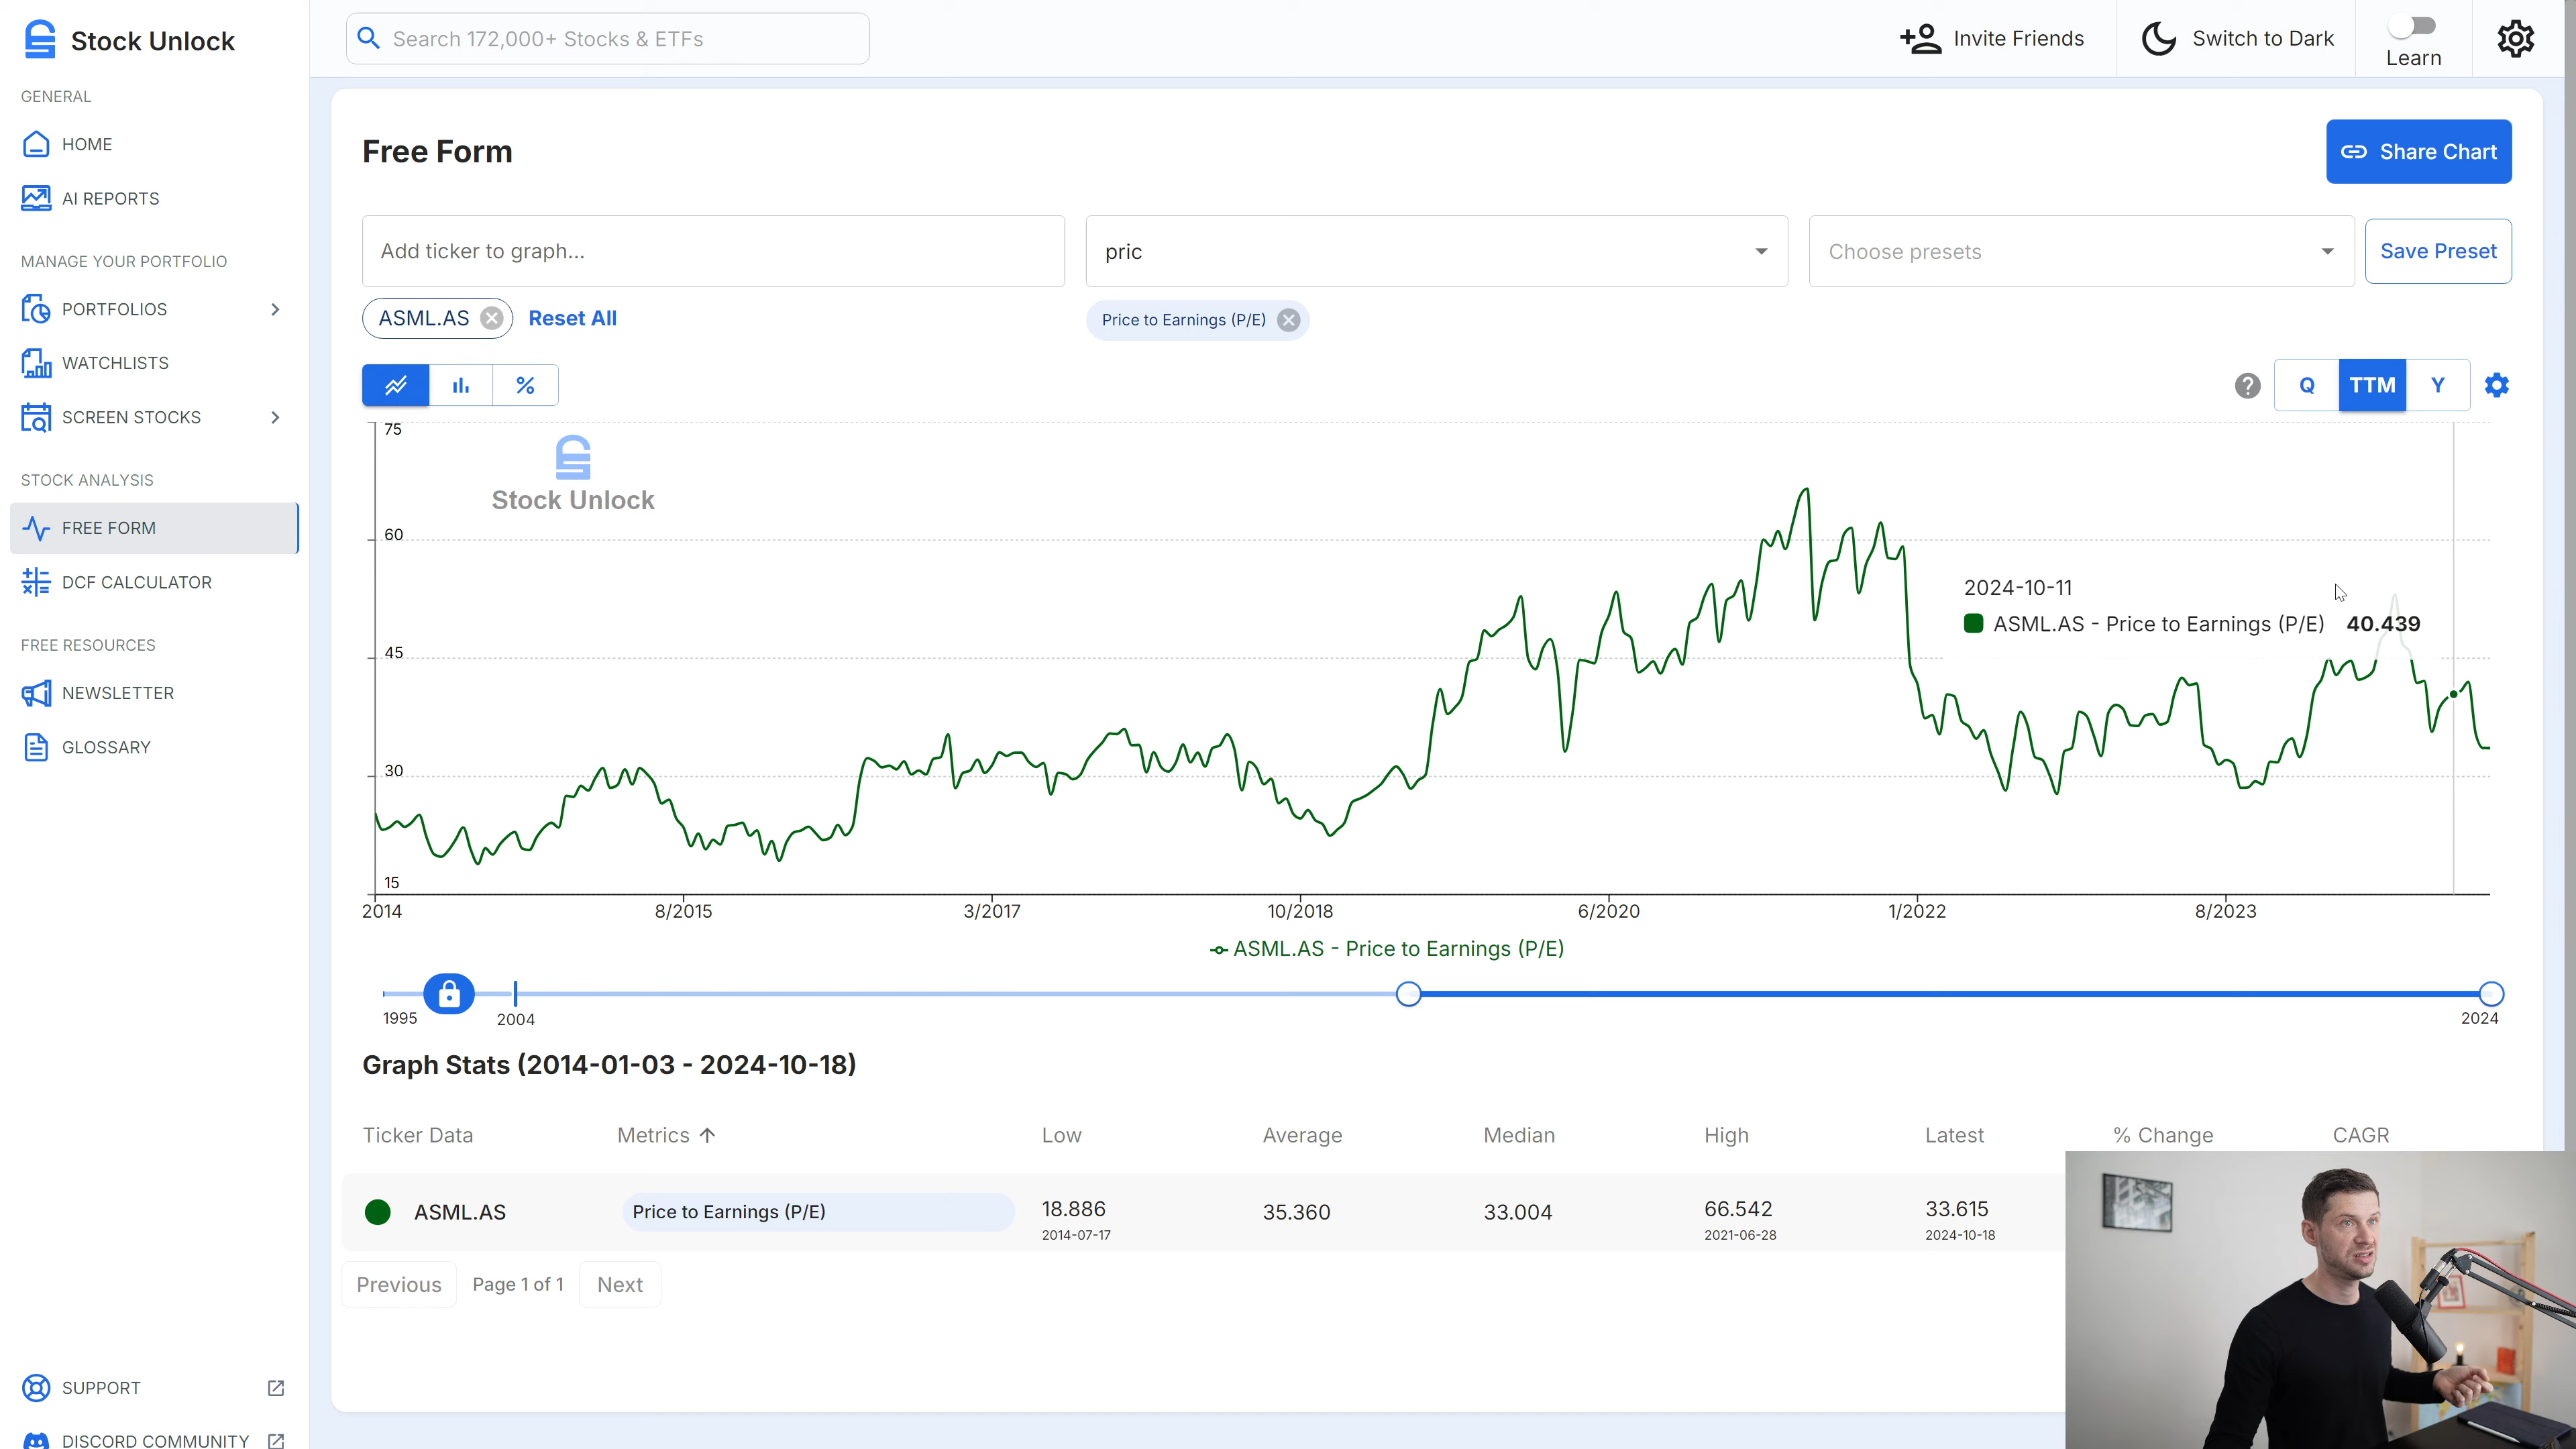 Stock Unlock
Search 172,000+ Stocks & ETFs
Invite Friends
Switch to Dark
Learn
GENERAL
HOME
AI REPORTS
MANAGE YOUR PORTFOLIO
PORTFOLIOS
WATCHLISTS
SCREEN STOCKS
STOCK ANALYSIS
FREE FORM
DCF CALCULATOR
FREE RESOURCES
NEWSLETTER
GLOSSARY
SUPPORT
DISCORD COMMUNITY
Free Form
Share Chart
Add ticker to graph...
pric
Choose presets
Save Preset
ASML.AS
Reset All
Price to Earnings (P/E)
%
?
Q
TTM
Y
75
Stock Unlock
60
2024-10-11
ASML.AS - Price to Earnings (P/E) 40.439
45
30
15
2014 8/2015 3/2017 10/2018 6/2020 1/2022 8/2023
ASML.AS - Price to Earnings (P/E)
1995 2004 2024
Graph Stats (2014-01-03 - 2024-10-18)
Ticker Data Metrics Low Average Median High Latest % Change CAGR
ASML.AS Price to Earnings (P/E) 18.886 35.360 33.004 66.542 33.615
2014-07-17 2021-06-28 2024-10-18
Previous Page 1 of 1 Next